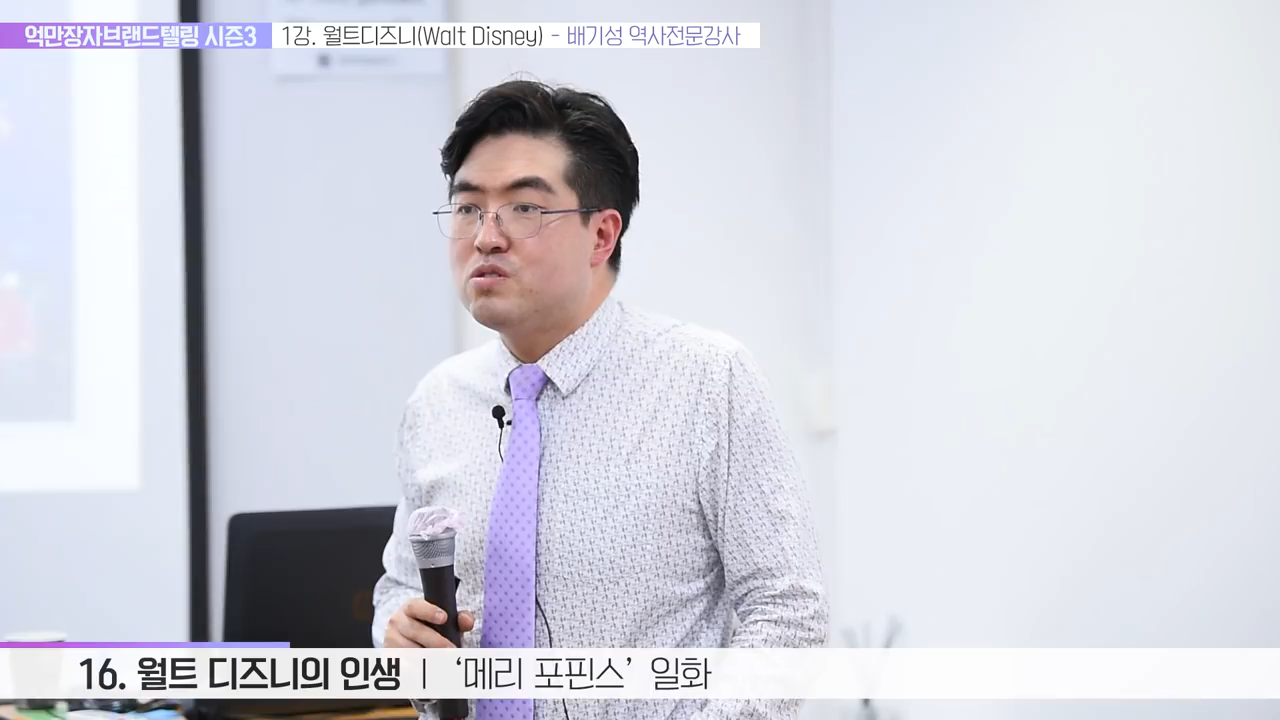 억만장자브랜드텔링 시즌3
1강. 월트디즈니(Walt Disney) - 배기성 역사전문강사
16. 월트 디즈니의 인생 | ‘메리 포핀스’ 일화